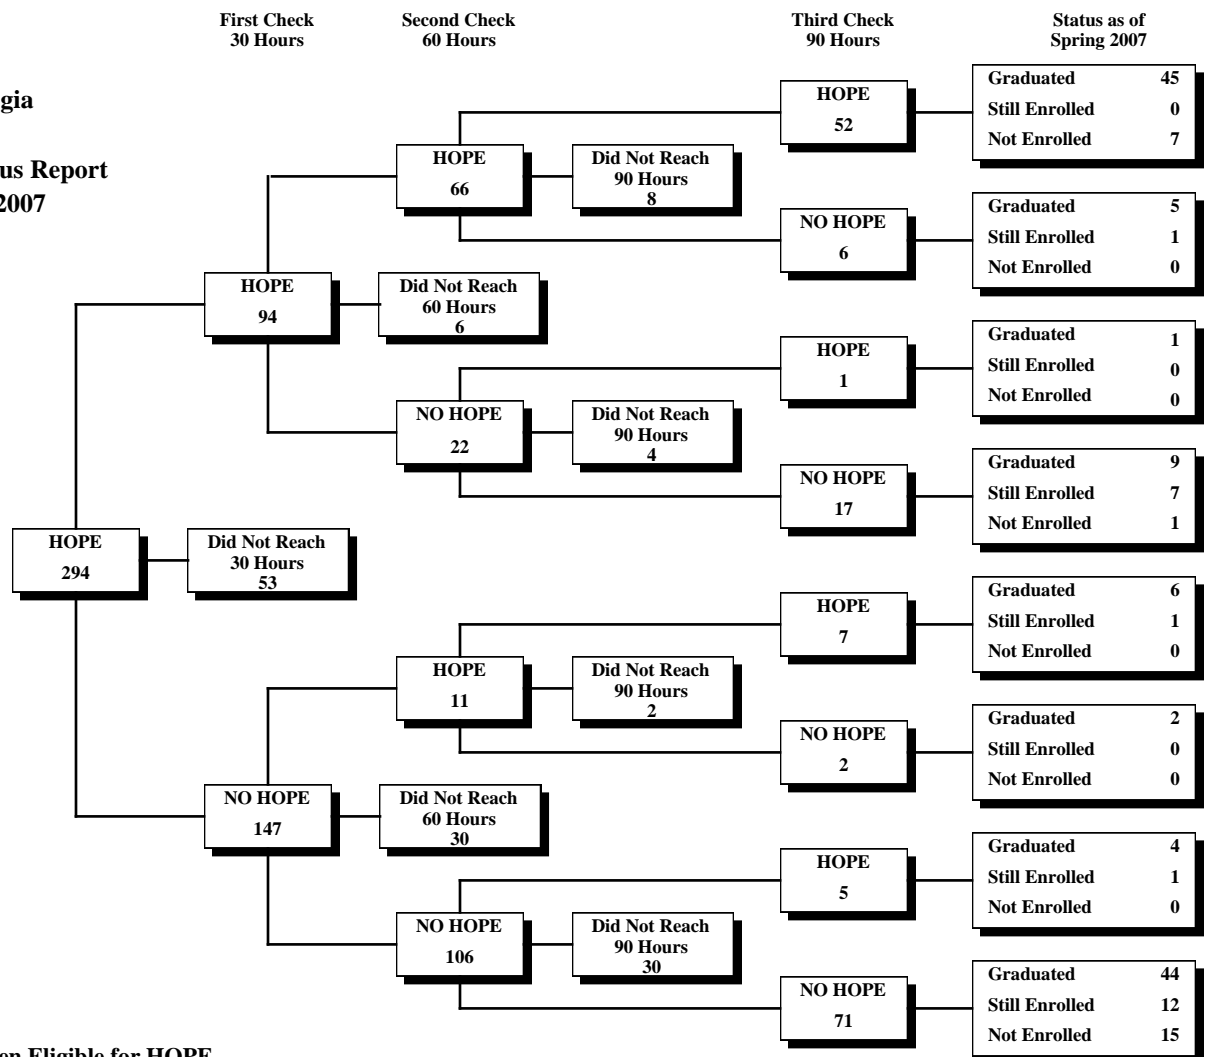 First Check
30 Hours
Second Check
60 Hours
Third Check
90 Hours
Status as of
Spring 2007
gia
us Report
2007
HOPE
294
Did Not Reach
30 Hours
53
HOPE
94
Did Not Reach
60 Hours
6
NO HOPE
147
Did Not Reach
60 Hours
30
HOPE
66
Did Not Reach
90 Hours
8
NO HOPE
22
Did Not Reach
90 Hours
4
HOPE
11
Did Not Reach
90 Hours
2
NO HOPE
106
Did Not Reach
90 Hours
30
HOPE
52
Graduated 45
Still Enrolled 0
Not Enrolled 7
NO HOPE
6
Graduated 5
Still Enrolled 1
Not Enrolled 0
HOPE
1
Graduated 1
Still Enrolled 0
Not Enrolled 0
NO HOPE
17
Graduated 9
Still Enrolled 7
Not Enrolled 1
HOPE
7
Graduated 6
Still Enrolled 1
Not Enrolled 0
NO HOPE
2
Graduated 2
Still Enrolled 0
Not Enrolled 0
HOPE
5
Graduated 4
Still Enrolled 1
Not Enrolled 0
NO HOPE
71
Graduated 44
Still Enrolled 12
Not Enrolled 15
en Eligible for HOPE